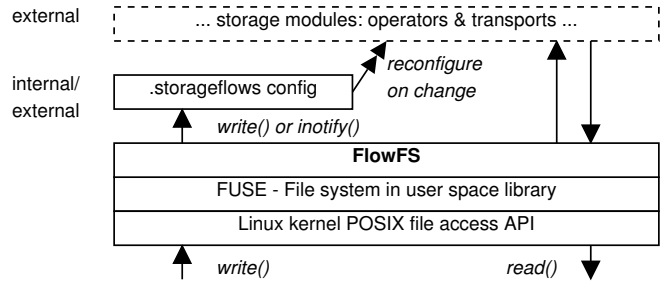 external
... storage modules: operators & transports ...
reconfigure
on change
internal/
external
.storageflows config
write() or inotify()
FlowFS
FUSE - File system in user space library
Linux kernel POSIX file access API
write()
read()